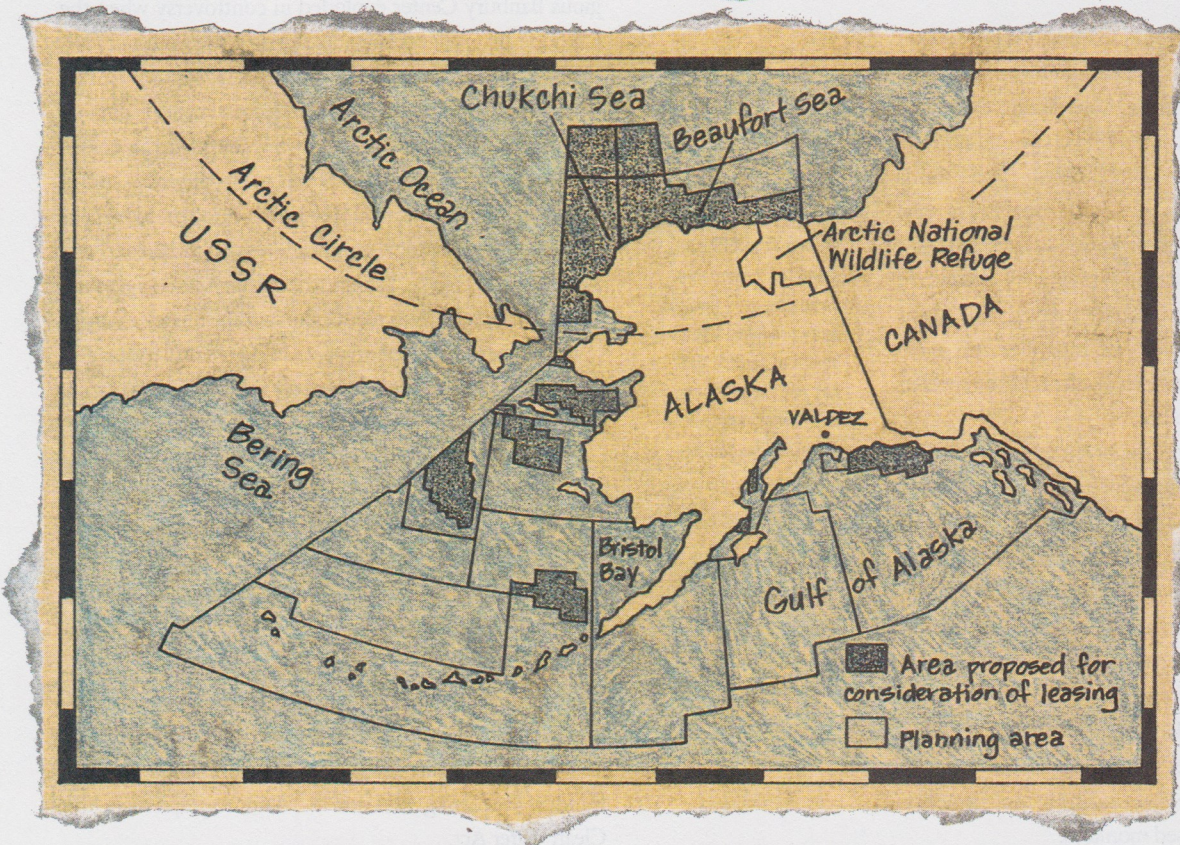 Chukchi Sea
Beaufort Sea
Arctic Ocean
Arctic Circle
USSR
Arctic National
Wildlife Refuge
CANADA
ALASKA
VALDEZ
Bering
Sea
Bristol
Bay
Gulf of Alaska
Area proposed for
consideration of leasing
Planning area